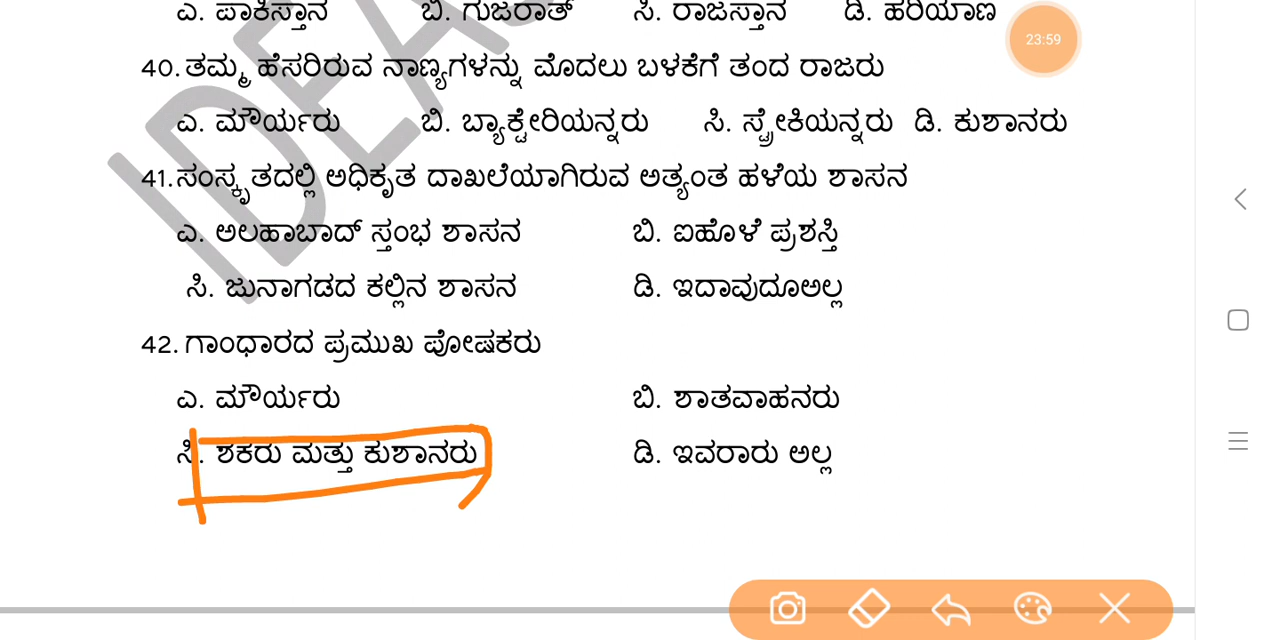 ಎ. ಪಾಕಿಸ್ತಾನ ಬಿ. ಗುಜರಾತ್ ಸಿ. ರಾಜಸ್ತಾನ ಡಿ. ಹರಿಯಾಣ
23:59
40. ತಮ್ಮ ಹೆಸರಿರುವ ನಾಣ್ಯಗಳನ್ನು ಮೊದಲು ಬಳಕೆಗೆ ತಂದ ರಾಜರು
ಎ. ಮೌರ್ಯರು ಬಿ. ಬ್ಯಾಕ್ಟೇರಿಯನ್ನರು ಸಿ. ಸ್ಟ್ರೇಕಿಯನ್ನರು ಡಿ. ಕುಶಾನರು
41. ಸಂಸ್ಕೃತದಲ್ಲಿ ಅಧಿಕೃತ ದಾಖಲೆಯಾಗಿರುವ ಅತ್ಯಂತ ಹಳೆಯ ಶಾಸನ
ಎ. ಅಲಹಾಬಾದ್ ಸ್ತಂಭ ಶಾಸನ ಬಿ. ಐಹೊಳೆ ಪ್ರಶಸ್ತಿ
ಸಿ. ಜುನಾಗಡದ ಕಲ್ಲಿನ ಶಾಸನ ಡಿ. ಇದಾವುದೂಅಲ್ಲ
42. ಗಾಂಧಾರದ ಪ್ರಮುಖ ಪೋಷಕರು
ಎ. ಮೌರ್ಯರು ಬಿ. ಶಾತವಾಹನರು
ಸಿ. ಶಕರು ಮತ್ತು ಕುಶಾನರು ಡಿ. ಇವರಾರು ಅಲ್ಲ